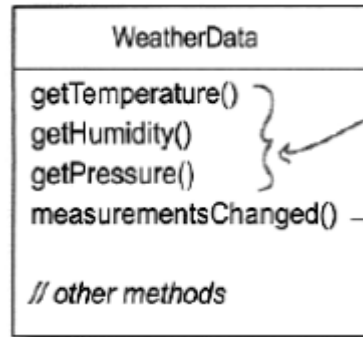 WeatherData
getTemperature()
getHumidity()
getPressure()
measurementsChanged()
// other methods